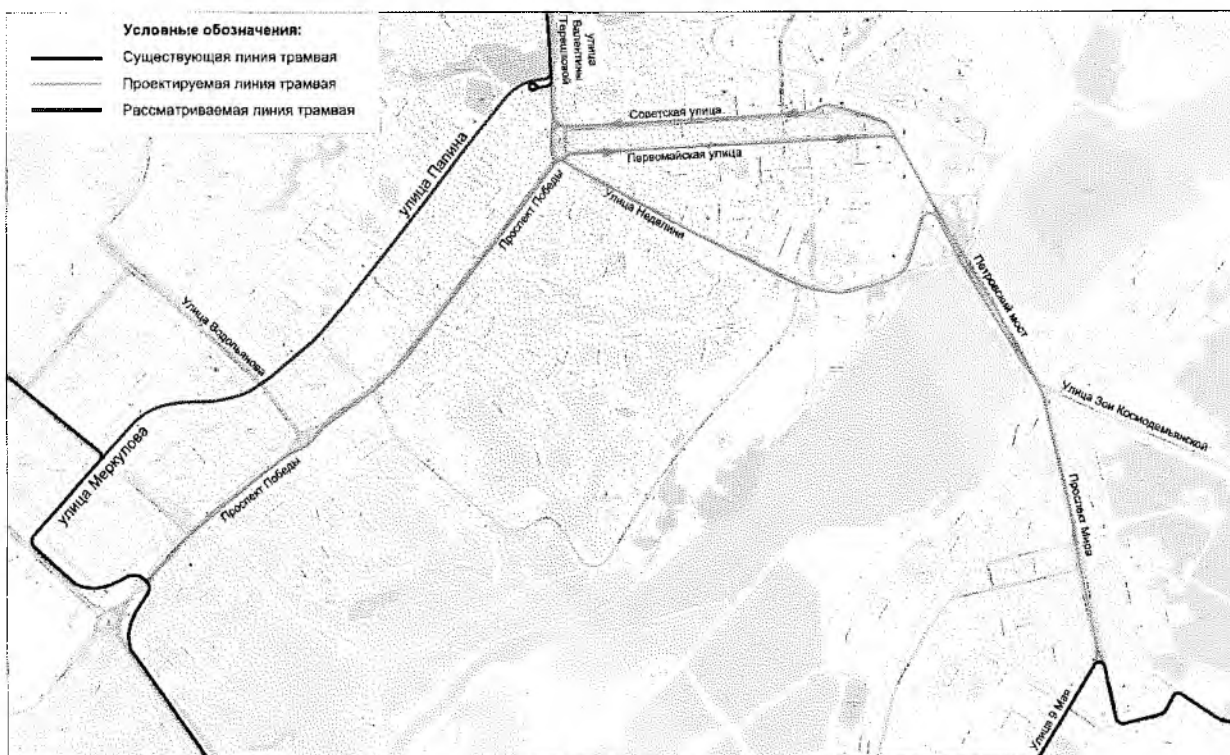 Условные обозначения:
Существующая линия трамвая
Проектируемая линия трамвая
Рассматриваемая линия трамвая
улица
Валентины
Терешковой
Советская улица
Первомайская улица
улица Папина
Проспект Победы
Улица Неделина
Петровский мост
Улица Водопьянова
Улица Зои Космодемьянской
улица Меркулова
Проспект Победы
Проспект Мира
Улица 9 Мая